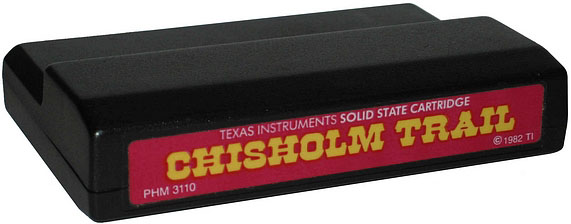 TEXAS INSTRUMENTS SOLID STATE CARTRIDGE
CHISHOLM TRAIL
PHM 3110
© 1982 TI